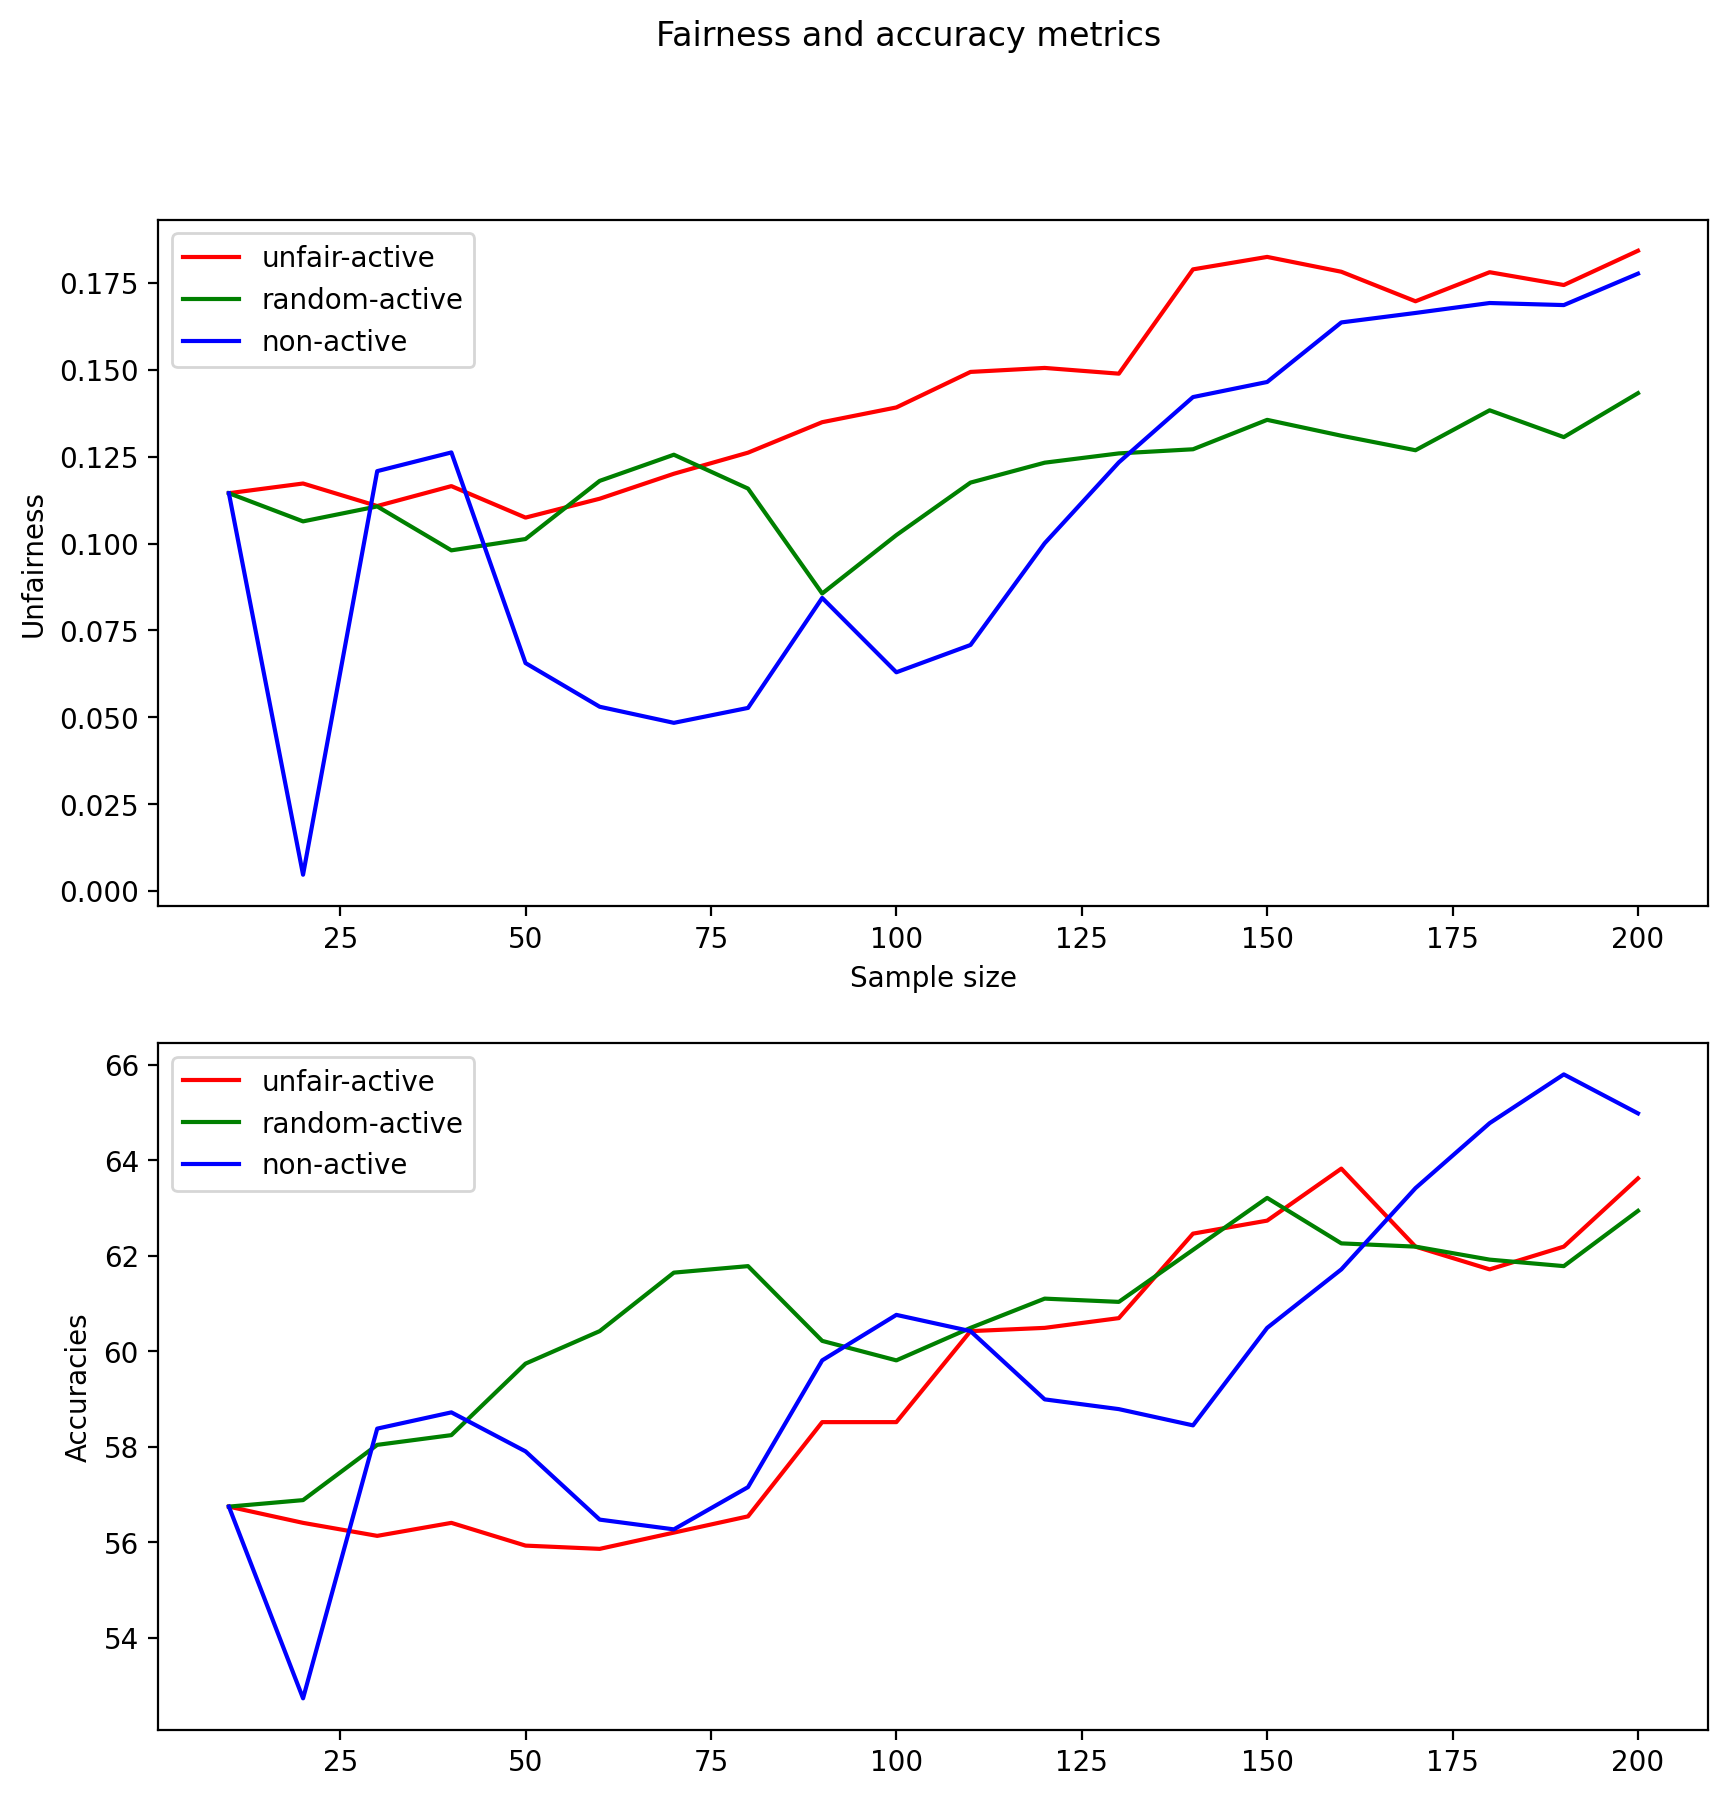 Fairness and accuracy metrics
unfair-active
random-active
non-active
0.175
0.150
0.125
0.100
0.075
0.050
0.025
0.000
Unfairness
25 50 75 100 125 150 175 200
Sample size
unfair-active
random-active
non-active
66
64
62
60
58
56
54
Accuracies
25 50 75 100 125 150 175 200